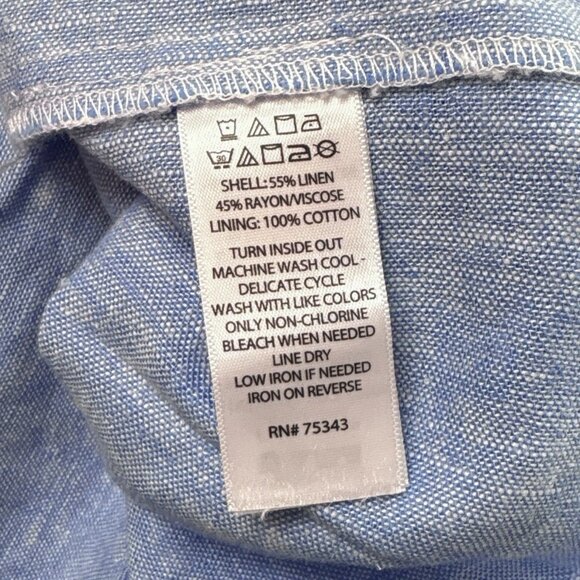 30
SHELL: 55% LINEN
45% RAYON/VISCOSE
LINING: 100% COTTON
TURN INSIDE OUT
MACHINE WASH COOL -
DELICATE CYCLE
WASH WITH LIKE COLORS
ONLY NON-CHLORINE
BLEACH WHEN NEEDED
LINE DRY
LOW IRON IF NEEDED
IRON ON REVERSE
RN# 75343